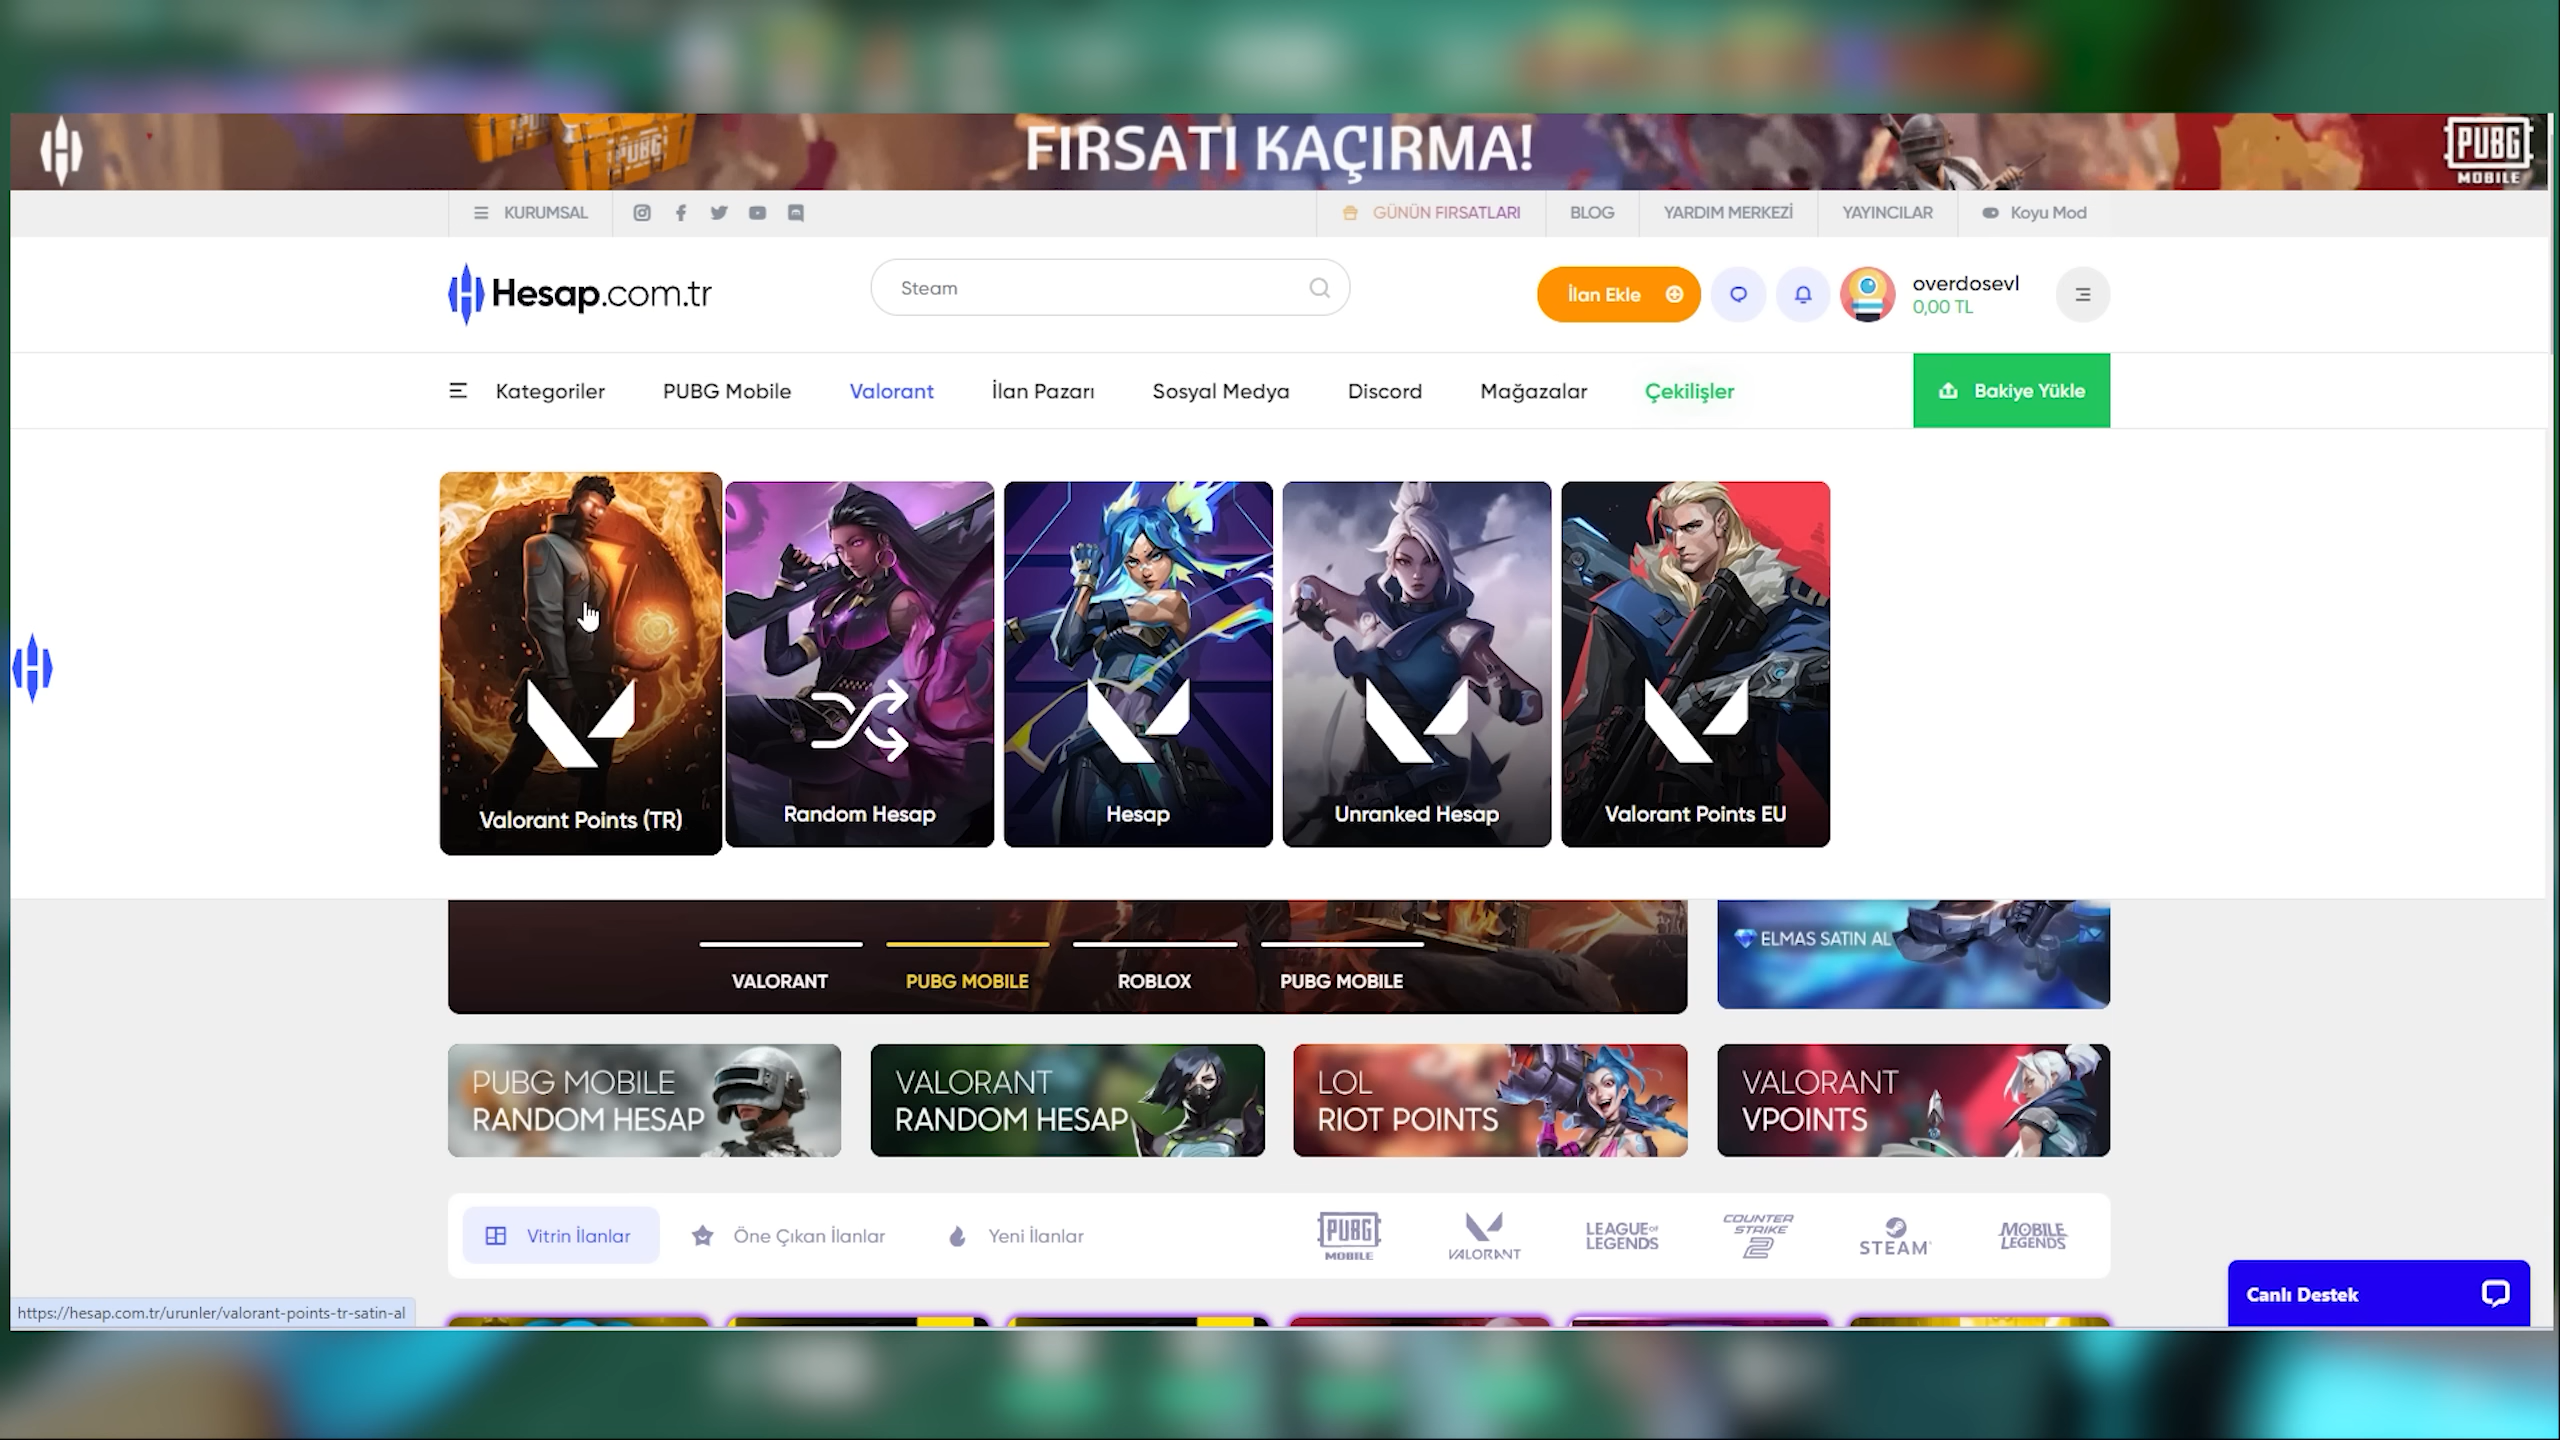 PUBG
PUBG
FIRSATI KAÇIRMA!
PUBG
MOBILE
KURUMSAL
GÜNÜN FIRSATLARI
BLOG
YARDIM MERKEZİ
YAYINCILAR
Koyu Mod
Hesap.com.tr
Steam
İlan Ekle
overdosevl
0,00 TL
Kategoriler
PUBG Mobile
Valorant
İlan Pazarı
Sosyal Medya
Discord
Mağazalar
Çekilişler
Bakiye Yükle
Valorant Points (TR)
Random Hesap
Hesap
Unranked Hesap
Valorant Points EU
VALORANT
PUBG MOBILE
ROBLOX
PUBG MOBILE
ELMAS SATIN AL
PUBG MOBILE
RANDOM HESAP
VALORANT
RANDOM HESAP
LOL
RIOT POINTS
VALORANT
VPOINTS
Vitrin İlanlar
Öne Çıkan İlanlar
Yeni İlanlar
PUBG
MOBILE
VALORANT
LEAGUE OF
LEGENDS
COUNTER
STRIKE
2
STEAM
MOBILE
LEGENDS
Canlı Destek
https://hesap.com.tr/urunler/valorant-points-tr-satin-al